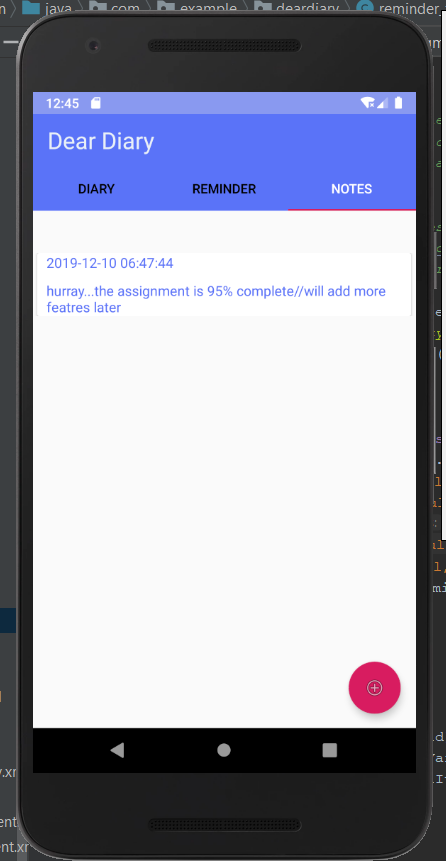 java com example deardiary reminder
12:45
Dear Diary
DIARY REMINDER NOTES
2019-12-10 06:47:44
hurray...the assignment is 95% complete//will add more
featres later